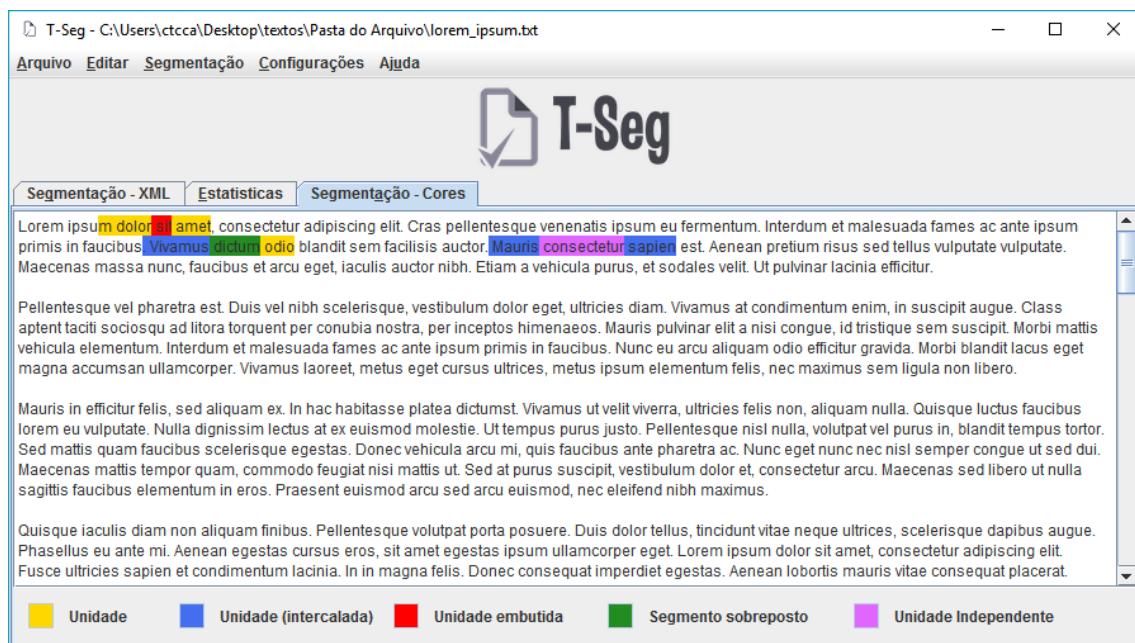 T-Seg - C:\Users\ctcca\Desktop\textos\Pasta do Arquivo\lorem_ipsum.txt
Arquivo Editar Segmentação Configurações Ajuda
T-Seg
Segmentação - XML Estatisticas Segmentação - Cores
Lorem ipsum dolor sit amet, consectetur adipiscing elit. Cras pellentesque venenatis ipsum eu fermentum. Interdum et malesuada fames ac ante ipsum
primis in faucibus. Vivamus dictum odio blandit sem facilisis auctor. Mauris consectetur sapien est. Aenean pretium risus sed tellus vulputate vulputate.
Maecenas massa nunc, faucibus et arcu eget, iaculis auctor nibh. Etiam a vehicula purus, et sodales velit. Ut pulvinar lacinia efficitur.
Pellentesque vel pharetra est. Duis vel nibh scelerisque, vestibulum dolor eget, ultricies diam. Vivamus at condimentum enim, in suscipit augue. Class
aptent taciti sociosqu ad litora torquent per conubia nostra, per inceptos himenaeos. Mauris pulvinar elit a nisi congue, id tristique sem suscipit. Morbi mattis
vehicula elementum. Interdum et malesuada fames ac ante ipsum primis in faucibus. Nunc eu arcu aliquam odio efficitur gravida. Morbi blandit lacus eget
magna accumsan ullamcorper. Vivamus laoreet, metus eget cursus ultrices, metus ipsum elementum felis, nec maximus sem ligula non libero.
Mauris in efficitur felis, sed aliquam ex. In hac habitasse platea dictumst. Vivamus ut velit viverra, ultricies felis non, aliquam nulla. Quisque luctus faucibus
lorem eu vulputate. Nulla dignissim lectus at ex euismod molestie. Ut tempus purus justo. Pellentesque nisl nulla, volutpat vel purus in, blandit tempus tortor.
Sed mattis quam faucibus scelerisque egestas. Donec vehicula arcu mi, quis faucibus ante pharetra ac. Nunc eget nunc nec nisl semper congue ut sed dui.
Maecenas mattis tempor quam, commodo feugiat nisi mattis ut. Sed at purus suscipit, vestibulum dolor et, consectetur arcu. Maecenas sed libero ut nulla
sagittis faucibus elementum in eros. Praesent euismod arcu sed arcu euismod, nec eleifend nibh maximus.
Quisque iaculis diam non aliquam finibus. Pellentesque volutpat porta posuere. Duis dolor tellus, tincidunt vitae neque ultrices, scelerisque dapibus augue.
Phasellus eu ante mi. Aenean egestas cursus eros, sit amet egestas ipsum ullamcorper eget. Lorem ipsum dolor sit amet, consectetur adipiscing elit.
Fusce ultricies sapien et condimentum lacinia. In in magna felis. Donec consequat imperdiet egestas. Aenean lobortis mauris vitae consequat placerat.
Unidade Unidade (intercalada) Unidade embutida Segmento sobreposto Unidade Independente